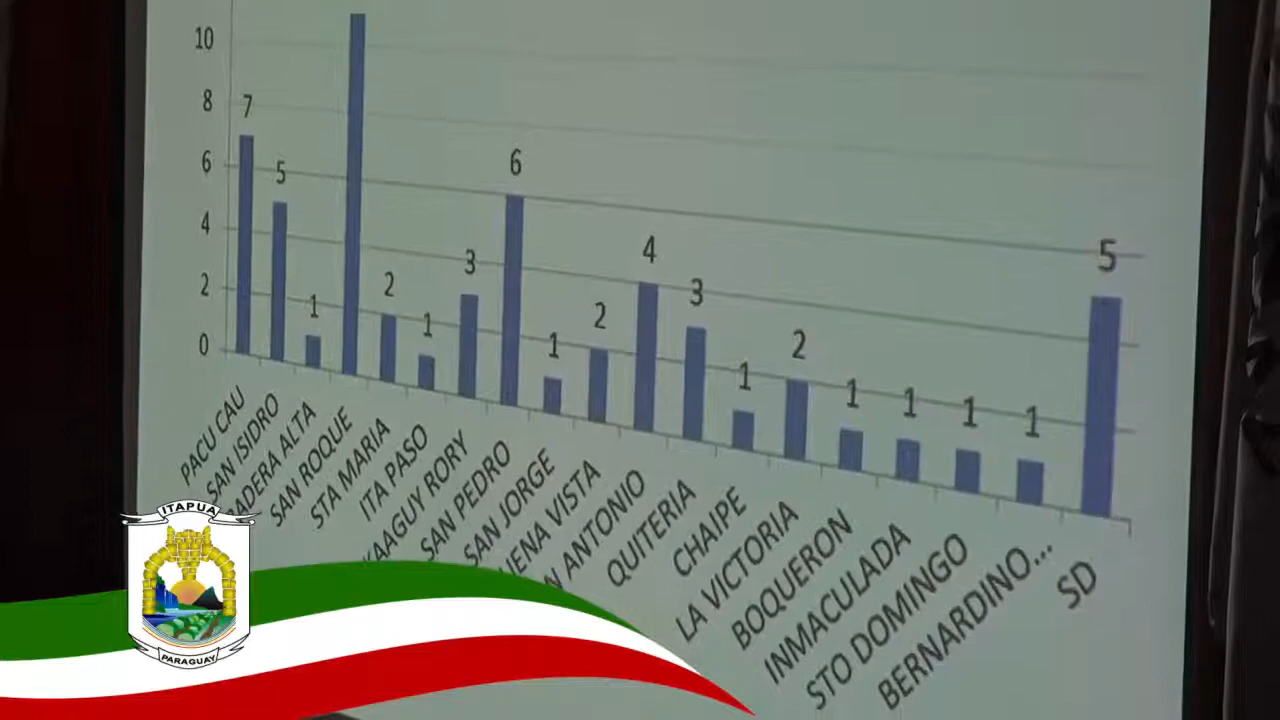 10
8
6
4
2
0
7
5
1
2
1
3
6
1
2
4
3
1
2
1
1
1
1
5
PACU CAU
SAN ISIDRO
ADERA ALTA
SAN ROQUE
STA MARIA
ITA PASO
KAAGUY RORY
SAN PEDRO
SAN JORGE
UENA VISTA
N ANTONIO
QUITERIA
CHAIPE
LA VICTORIA
BOQUERON
INMACULADA
STO DOMINGO
BERNARDINO...
SD
ITAPUA
PARAGUAY